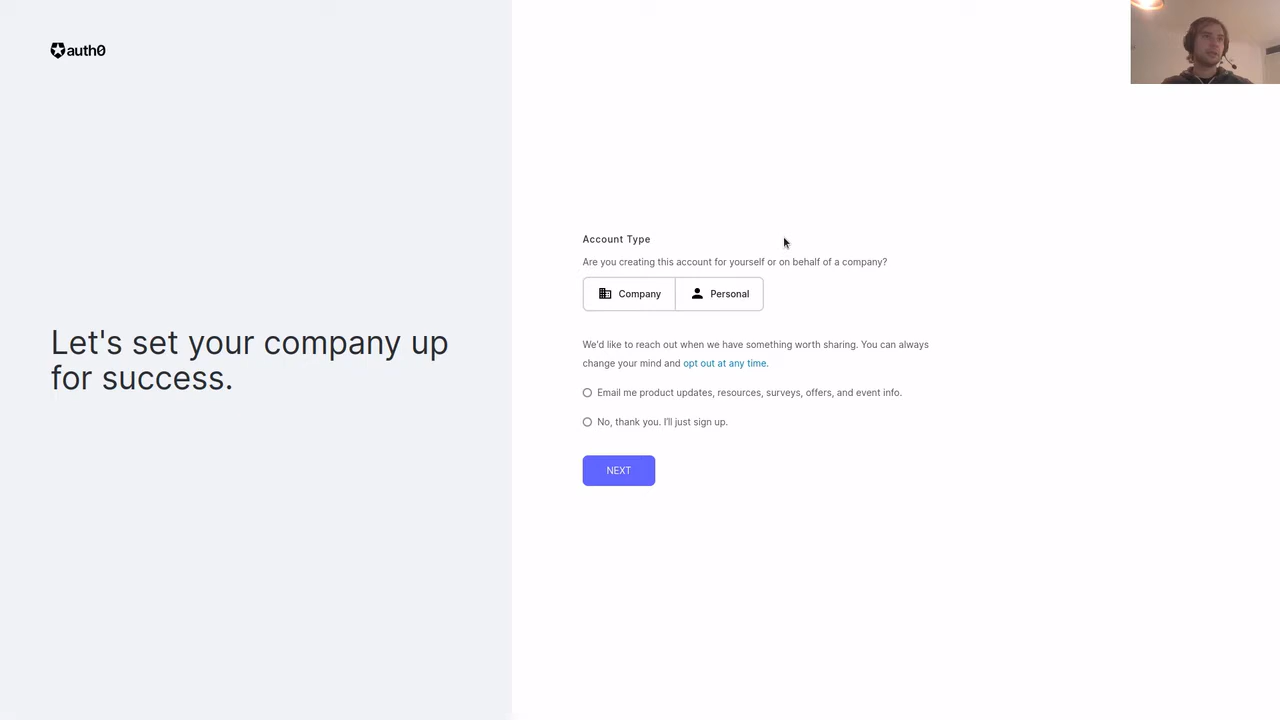 auth0
Let's set your company up
for success.
Account Type
Are you creating this account for yourself or on behalf of a company?
Company
Personal
We'd like to reach out when we have something worth sharing. You can always
change your mind and opt out at any time.
Email me product updates, resources, surveys, offers, and event info.
No, thank you. I'll just sign up.
NEXT